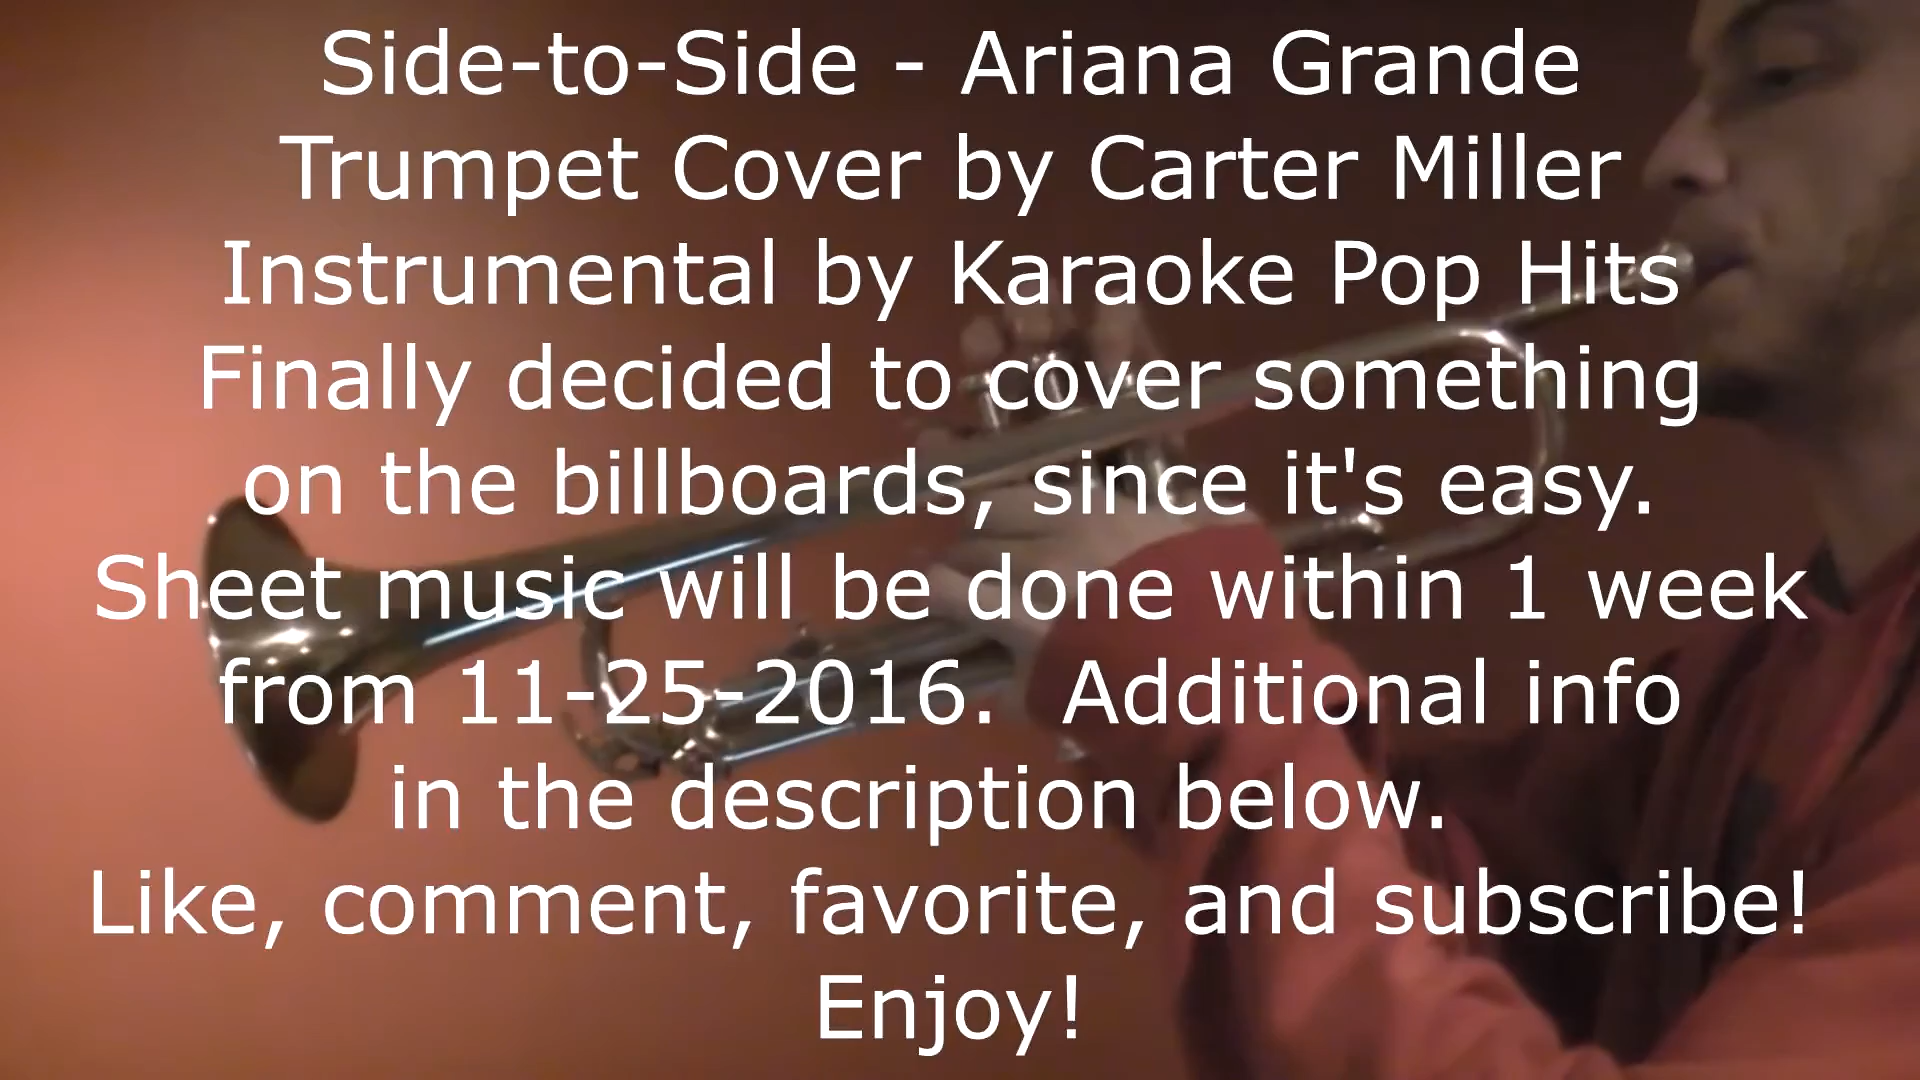 Side-to-Side - Ariana Grande
Trumpet Cover by Carter Miller
Instrumental by Karaoke Pop Hits
Finally decided to cover something
on the billboards, since it's easy.
Sheet music will be done within 1 week
from 11-25-2016.  Additional info
in the description below.
Like, comment, favorite, and subscribe!
Enjoy!